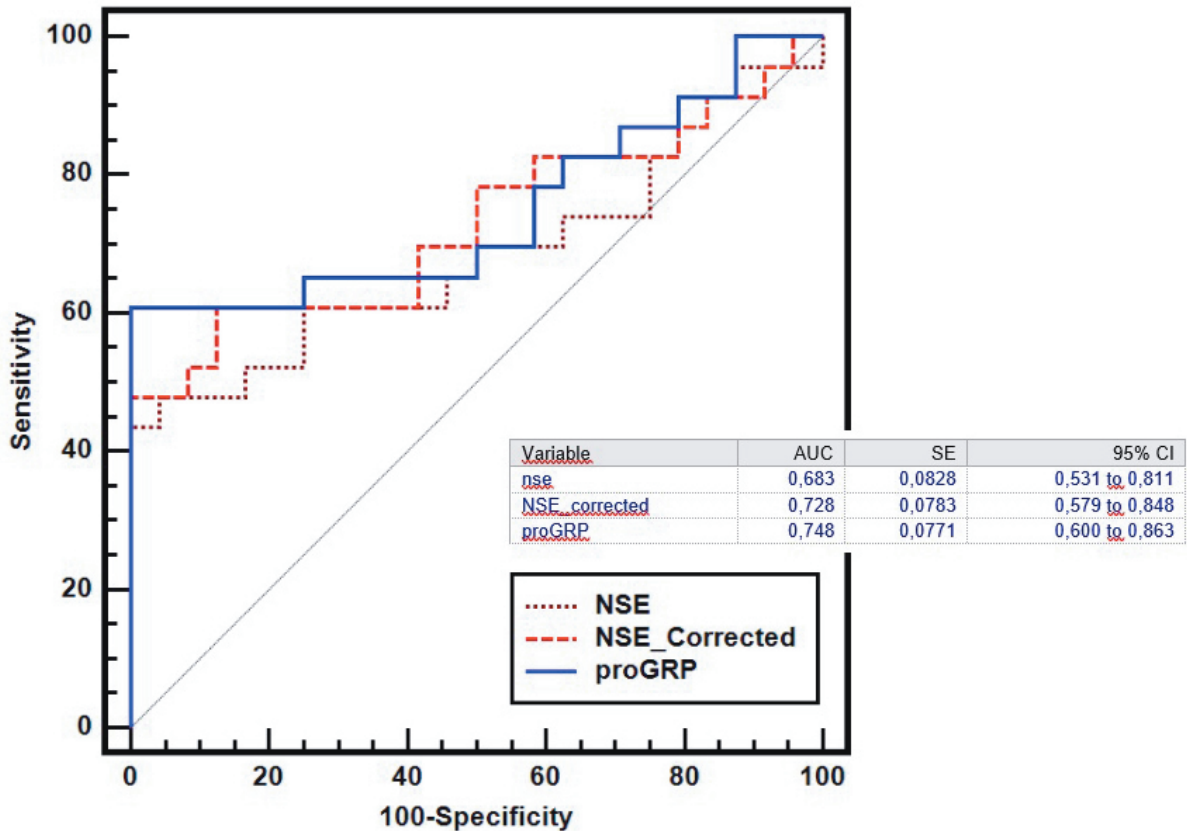 100
80
60
40
20
0
Sensitivity
Variable AUC SE 95% CI
nse 0,683 0,0828 0,531 to 0,811
NSE_corrected 0,728 0,0783 0,579 to 0,848
proGRP 0,748 0,0771 0,600 to 0,863
NSE
NSE_Corrected
proGRP
0 20 40 60 80 100
100-Specificity